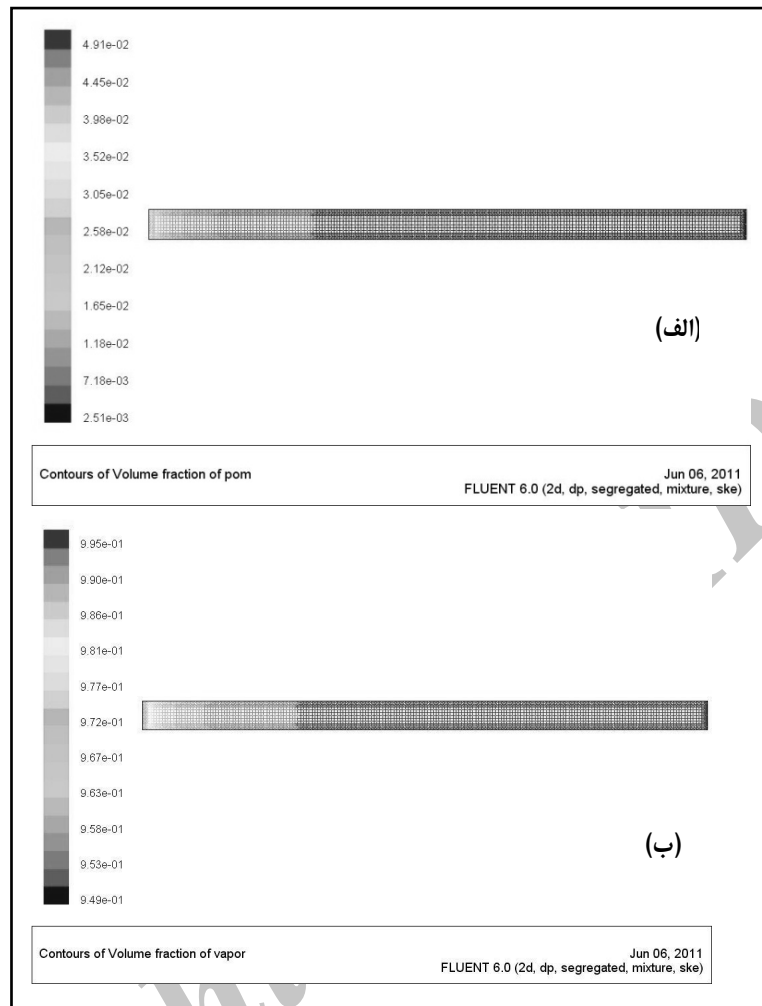 4.91e-02
4.45e-02
3.98e-02
3.52e-02
3.05e-02
2.58e-02
2.12e-02
1.65e-02
1.18e-02
7.18e-03
2.51e-03
(الف)
Contours of Volume fraction of pom
Jun 06, 2011
FLUENT 6.0 (2d, dp, segregated, mixture, ske)
9.95e-01
9.90e-01
9.86e-01
9.81e-01
9.77e-01
9.72e-01
9.67e-01
9.63e-01
9.58e-01
9.53e-01
9.49e-01
(ب)
Contours of Volume fraction of vapor
Jun 06, 2011
FLUENT 6.0 (2d, dp, segregated, mixture, ske)